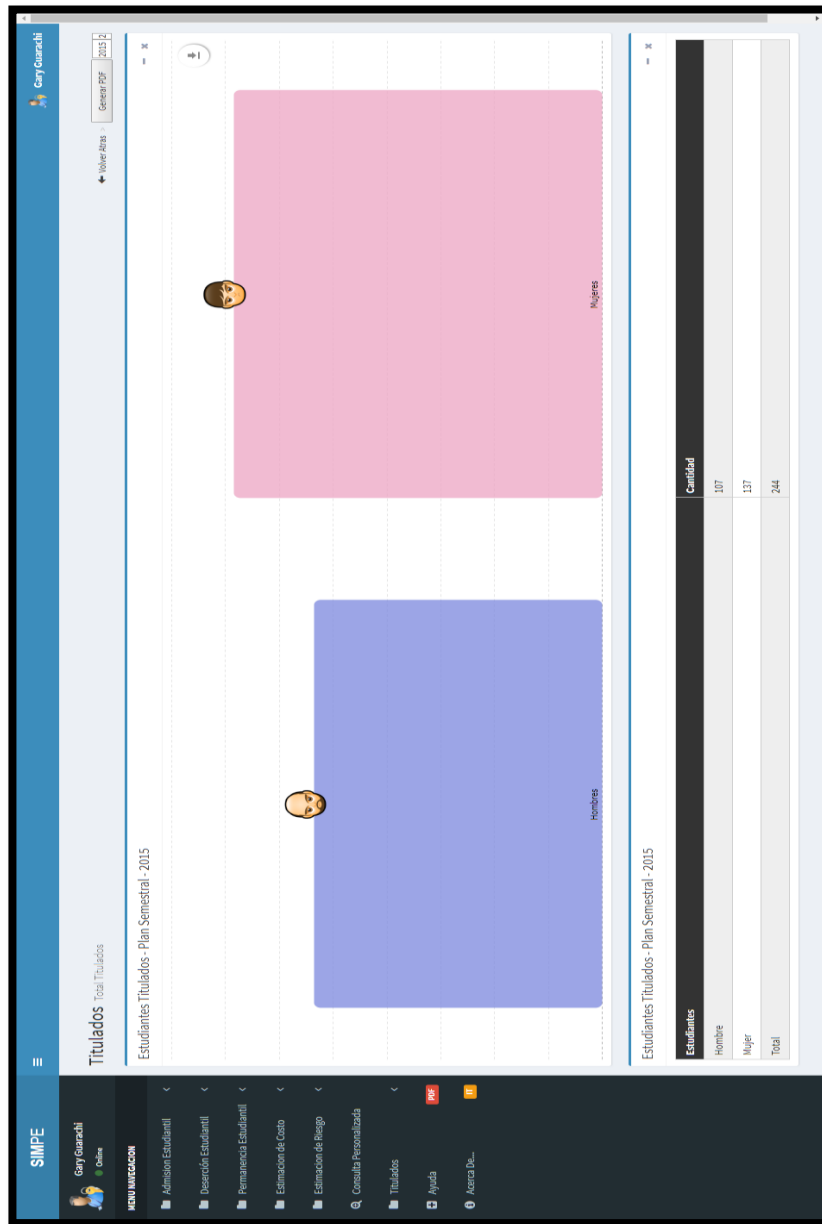 SIMPE
Gary Guarachi
Gary Guarachi
Online
MENU NAVEGACION
Admision Estudiantil
Deserción Estudiantil
Permanencia Estudiantil
Estimacion de Costo
Estimacion de Riesgo
Consulta Personalizada
Titulados
Ayuda PDF
Acerca De... IT
Titulados Total Titulados
Volver Atras > Generar PDF 2015 2
Estudiantes Titulados - Plan Semestral - 2015
Hombres Mujeres
Estudiantes Titulados - Plan Semestral - 2015
Estudiantes Cantidad
Hombre 107
Mujer 137
Total 244